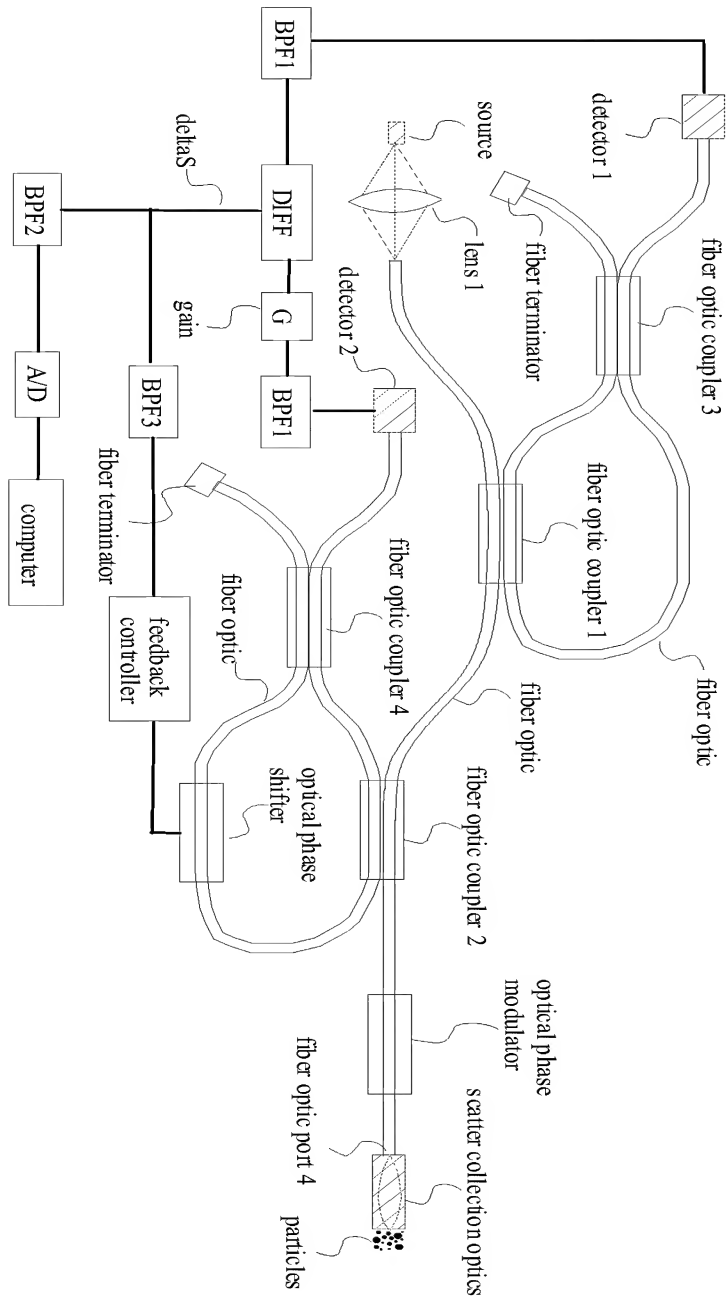 detector 1
fiber optic coupler 3
fiber optic
source
lens 1
fiber terminator
fiber optic coupler 1
fiber optic
BPF1
DIFF
deltaS
G
gain
BPF1
detector 2
fiber optic coupler 4
fiber optic coupler 2
optical phase
modulator
scatter collection optics
BPF2
A/D
computer
BPF3
feedback
controller
fiber terminator
fiber optic
optical phase
shifter
fiber optic port 4
particles